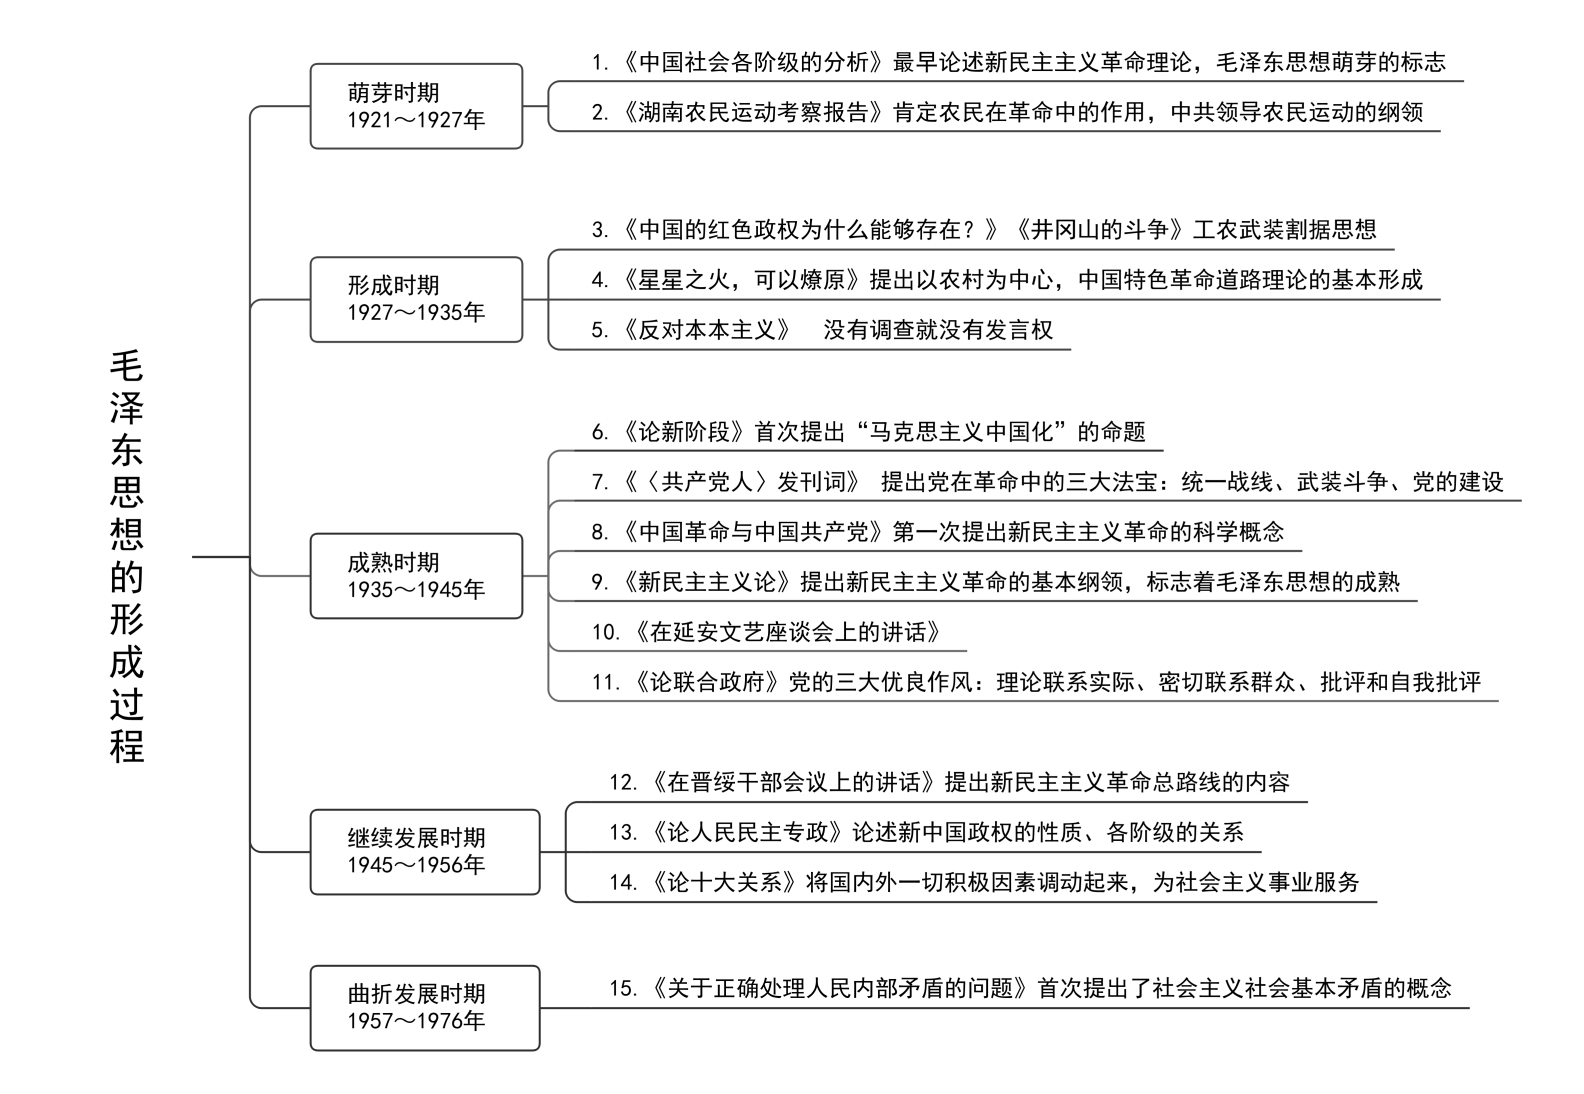 毛泽东思想的形成过程
萌芽时期
1921～1927年
1.《中国社会各阶级的分析》最早论述新民主主义革命理论，毛泽东思想萌芽的标志
2.《湖南农民运动考察报告》肯定农民在革命中的作用，中共领导农民运动的纲领
形成时期
1927～1935年
3.《中国的红色政权为什么能够存在？》《井冈山的斗争》工农武装割据思想
4.《星星之火，可以燎原》提出以农村为中心，中国特色革命道路理论的基本形成
5.《反对本本主义》 没有调查就没有发言权
成熟时期
1935～1945年
6.《论新阶段》首次提出“马克思主义中国化”的命题
7.《〈共产党人〉发刊词》 提出党在革命中的三大法宝：统一战线、武装斗争、党的建设
8.《中国革命与中国共产党》第一次提出新民主主义革命的科学概念
9.《新民主主义论》提出新民主主义革命的基本纲领，标志着毛泽东思想的成熟
10.《在延安文艺座谈会上的讲话》
11.《论联合政府》党的三大优良作风：理论联系实际、密切联系群众、批评和自我批评
继续发展时期
1945～1956年
12.《在晋绥干部会议上的讲话》提出新民主主义革命总路线的内容
13.《论人民民主专政》论述新中国政权的性质、各阶级的关系
14.《论十大关系》将国内外一切积极因素调动起来，为社会主义事业服务
曲折发展时期
1957～1976年
15.《关于正确处理人民内部矛盾的问题》首次提出了社会主义社会基本矛盾的概念